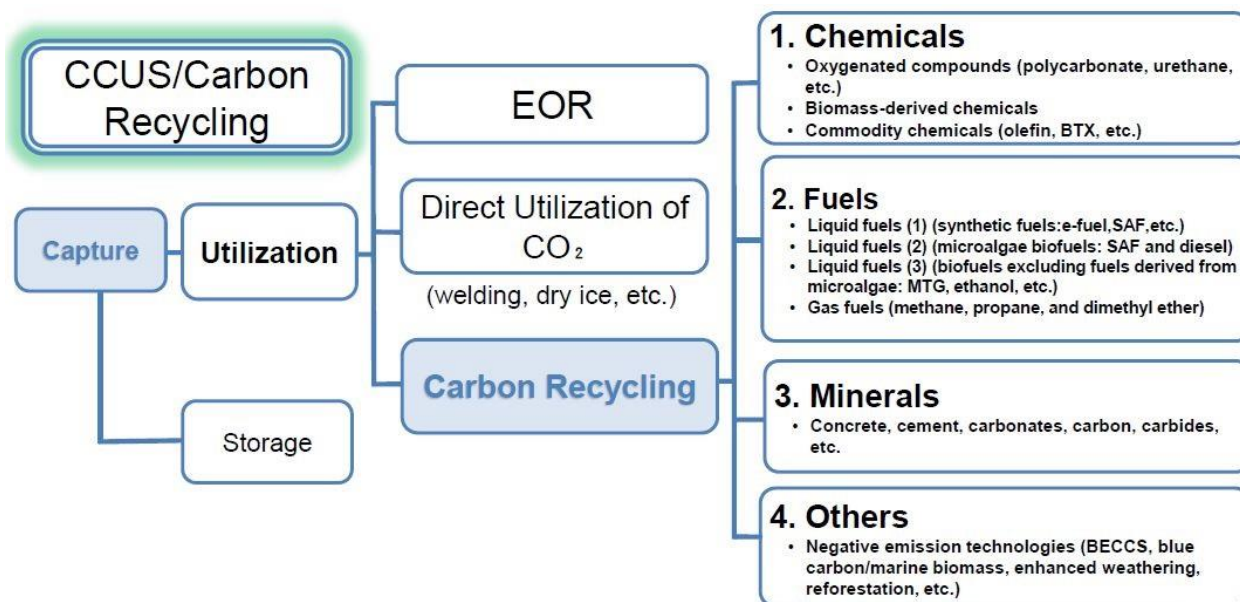 CCUS/Carbon
Recycling
Capture
Utilization
Storage
EOR
Direct Utilization of
CO₂
(welding, dry ice, etc.)
Carbon Recycling
1. Chemicals
• Oxygenated compounds (polycarbonate, urethane,
etc.)
• Biomass-derived chemicals
• Commodity chemicals (olefin, BTX, etc.)
2. Fuels
• Liquid fuels (1) (synthetic fuels:e-fuel,SAF,etc.)
• Liquid fuels (2) (microalgae biofuels: SAF and diesel)
• Liquid fuels (3) (biofuels excluding fuels derived from
microalgae: MTG, ethanol, etc.)
• Gas fuels (methane, propane, and dimethyl ether)
3. Minerals
• Concrete, cement, carbonates, carbon, carbides,
etc.
4. Others
• Negative emission technologies (BECCS, blue
carbon/marine biomass, enhanced weathering,
reforestation, etc.)